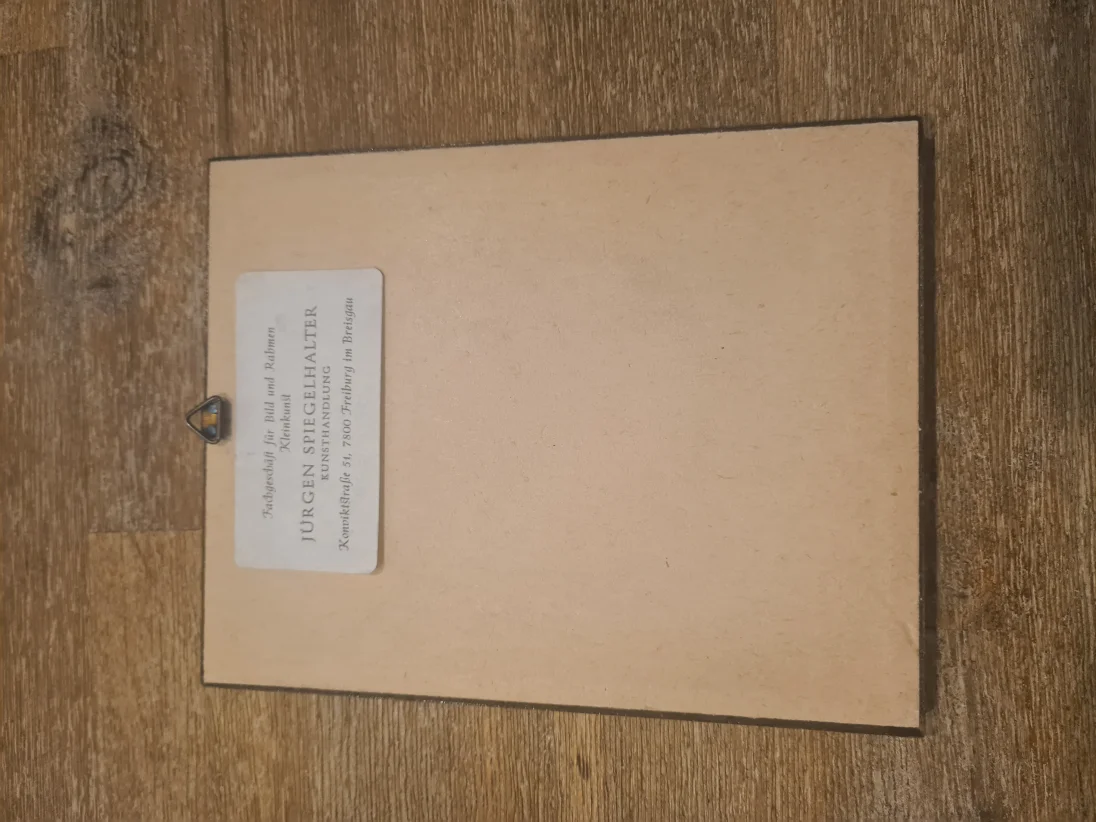 Fachgeschäft für Bild und Rahmen
Kleinkunst
JÜRGEN SPIEGELHALTER
KUNSTHANDLUNG
Konviktstraße 51, 7800 Freiburg im Breisgau